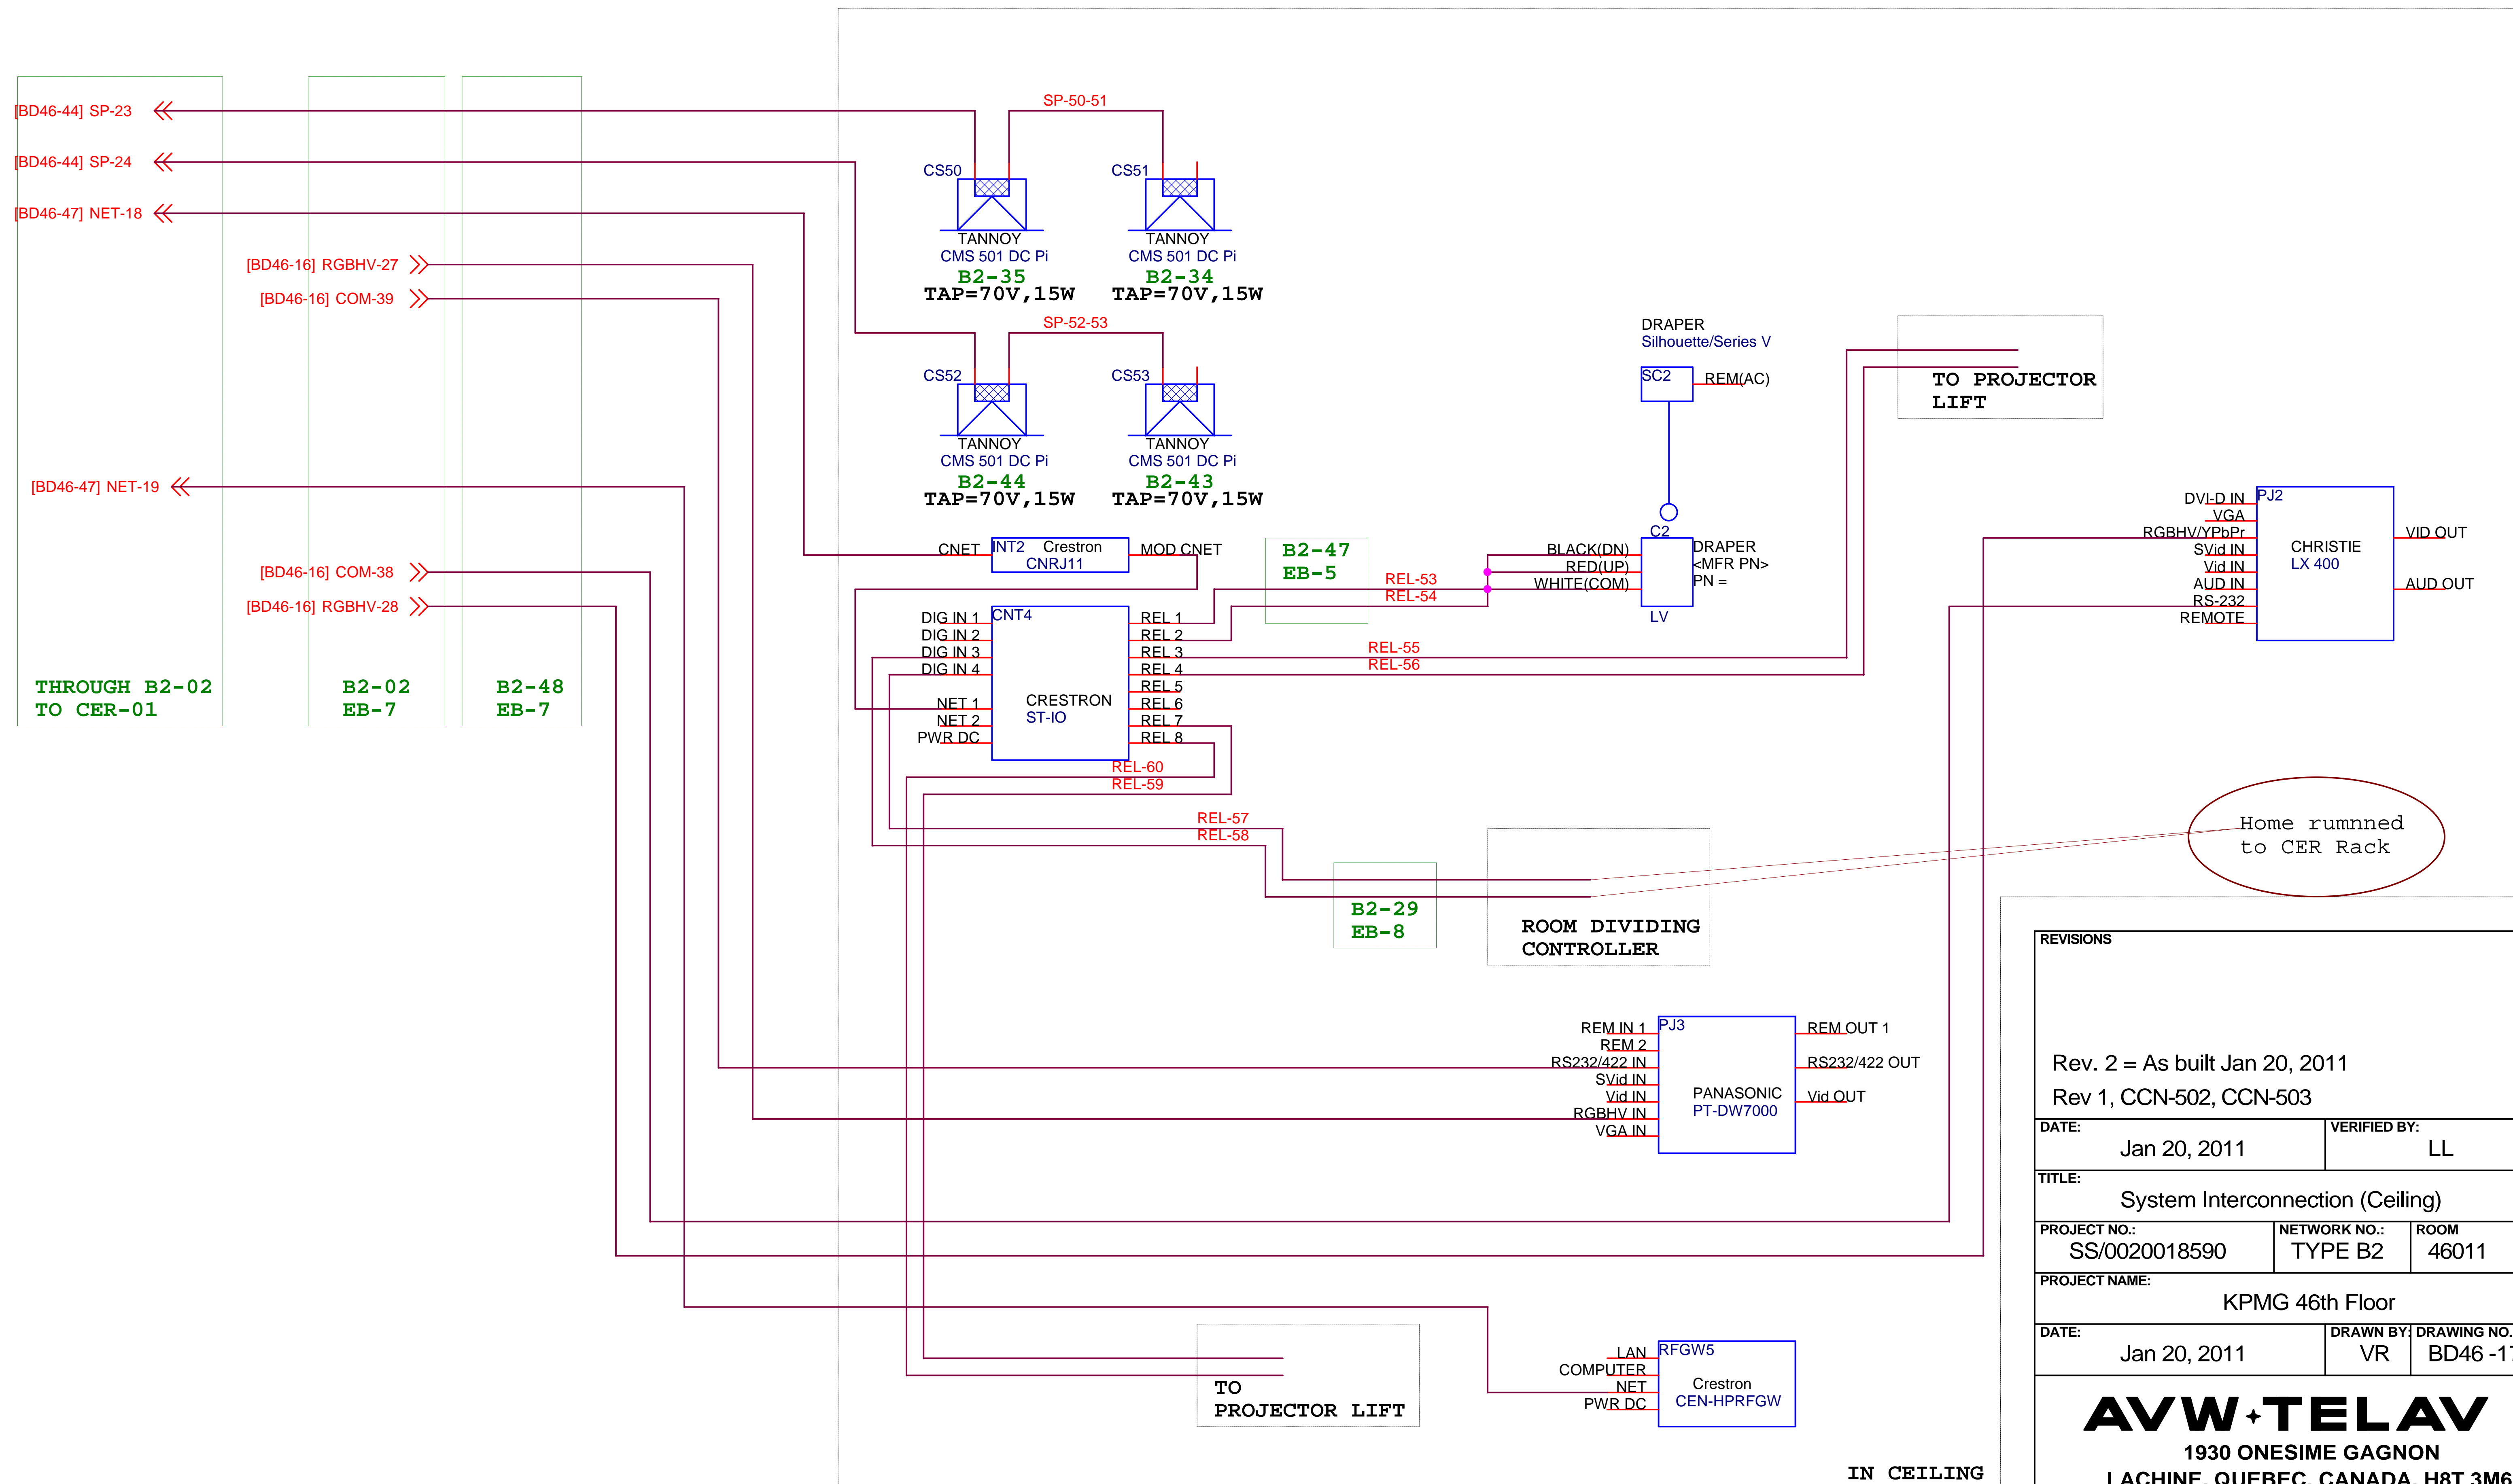 [BD46-44] SP-23
[BD46-44] SP-24
[BD46-47] NET-18
[BD46-16] RGBHV-27
[BD46-16] COM-39
[BD46-47] NET-19
[BD46-16] COM-38
[BD46-16] RGBHV-28
THROUGH B2-02
TO CER-01
B2-02
EB-7
B2-48
EB-7
SP-50-51
CS50
TANNOY
CMS 501 DC Pi
B2-35
TAP=70V,15W
CS51
TANNOY
CMS 501 DC Pi
B2-34
TAP=70V,15W
SP-52-53
CS52
TANNOY
CMS 501 DC Pi
B2-44
TAP=70V,15W
CS53
TANNOY
CMS 501 DC Pi
B2-43
TAP=70V,15W
CNET
INT2
Crestron
CNRJ11
MOD CNET
B2-47
EB-5
REL-53
REL-54
DRAPER
Silhouette/Series V
SC2
REM(AC)
C2
BLACK(DN)
RED(UP)
WHITE(COM)
DRAPER
<MFR PN>
PN =
LV
TO PROJECTOR
LIFT
DIG IN 1
DIG IN 2
DIG IN 3
DIG IN 4
NET 1
NET 2
PWR DC
CNT4
CRESTRON
ST-IO
REL 1
REL 2
REL 3
REL 4
REL 5
REL 6
REL 7
REL 8
REL-55
REL-56
REL-60
REL-59
REL-57
REL-58
DVI-D IN
VGA
RGBHV/YPbPr
SVid IN
Vid IN
AUD IN
RS-232
REMOTE
PJ2
CHRISTIE
LX 400
VID OUT
AUD OUT
Home rumnned
to CER Rack
B2-29
EB-8
ROOM DIVIDING
CONTROLLER
REM IN 1
REM 2
RS232/422 IN
SVid IN
Vid IN
RGBHV IN
VGA IN
PJ3
PANASONIC
PT-DW7000
REM OUT 1
RS232/422 OUT
Vid OUT
TO
PROJECTOR LIFT
LAN
COMPUTER
NET
PWR DC
RFGW5
Crestron
CEN-HPRFGW
IN CEILING
REVISIONS
Rev. 2 = As built Jan 20, 2011
Rev 1, CCN-502, CCN-503
DATE:
Jan 20, 2011
VERIFIED BY:
LL
TITLE:
System Interconnection (Ceiling)
PROJECT NO.:
SS/0020018590
NETWORK NO.:
TYPE B2
ROOM
46011
PROJECT NAME:
KPMG 46th Floor
DATE:
Jan 20, 2011
DRAWN BY:
VR
DRAWING NO.
BD46 -17
AVW+TELAV
1930 ONESIME GAGNON
LACHINE, QUEBEC, CANADA, H8T 3M6